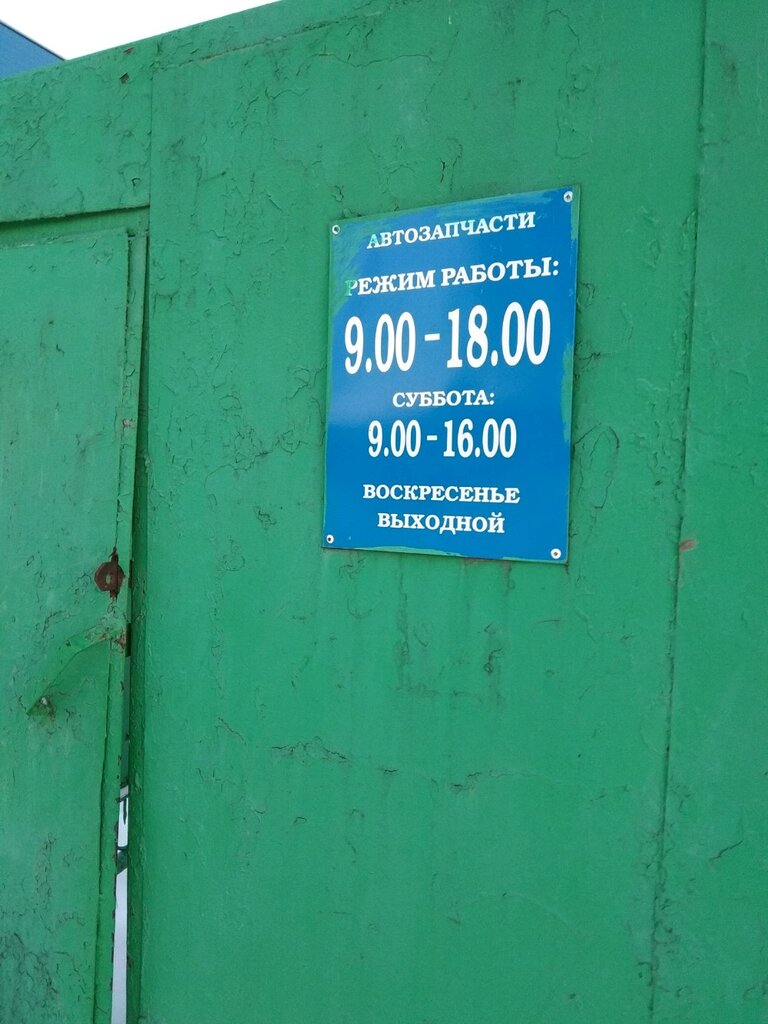 АВТОЗАПЧАСТИ
РЕЖИМ РАБОТЫ:
9.00 - 18.00
СУББОТА:
9.00 - 16.00
ВОСКРЕСЕНЬЕ
ВЫХОДНОЙ